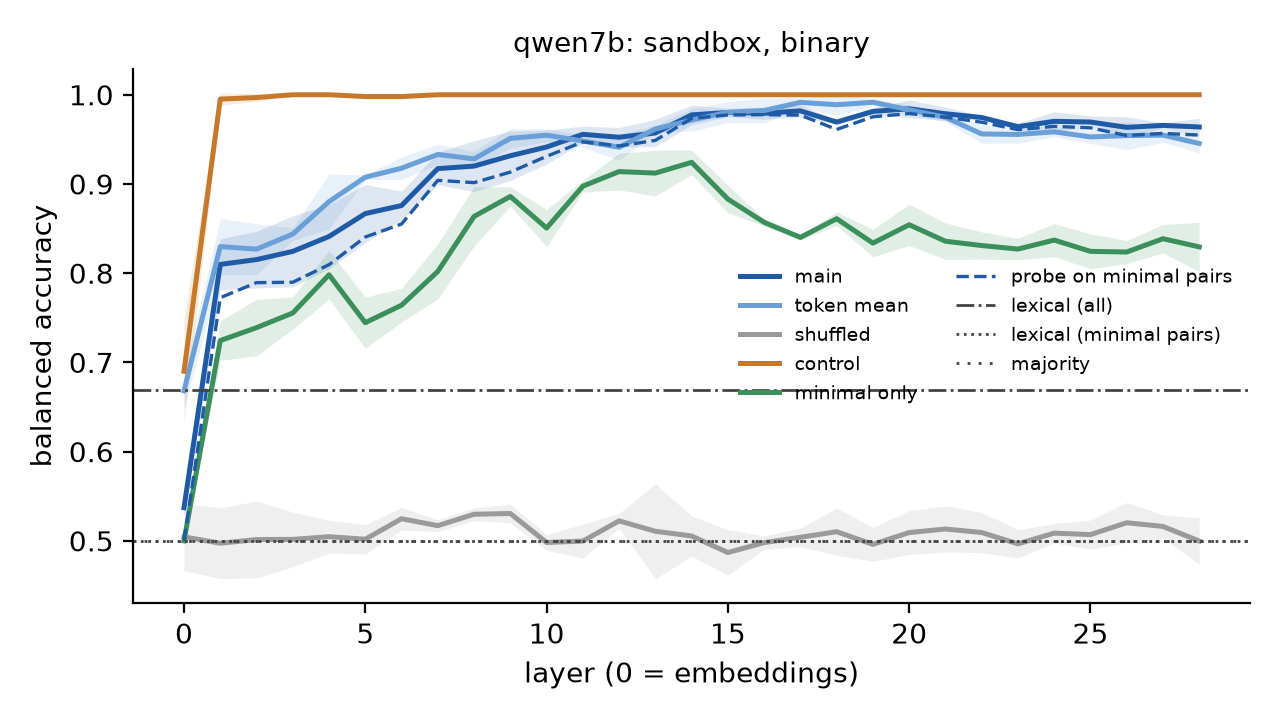 qwen7b: sandbox, binary
balanced accuracy
1.0
0.9
0.8
0.7
0.6
0.5
main
token mean
shuffled
control
minimal only
probe on minimal pairs
lexical (all)
lexical (minimal pairs)
majority
0 5 10 15 20 25
layer (0 = embeddings)